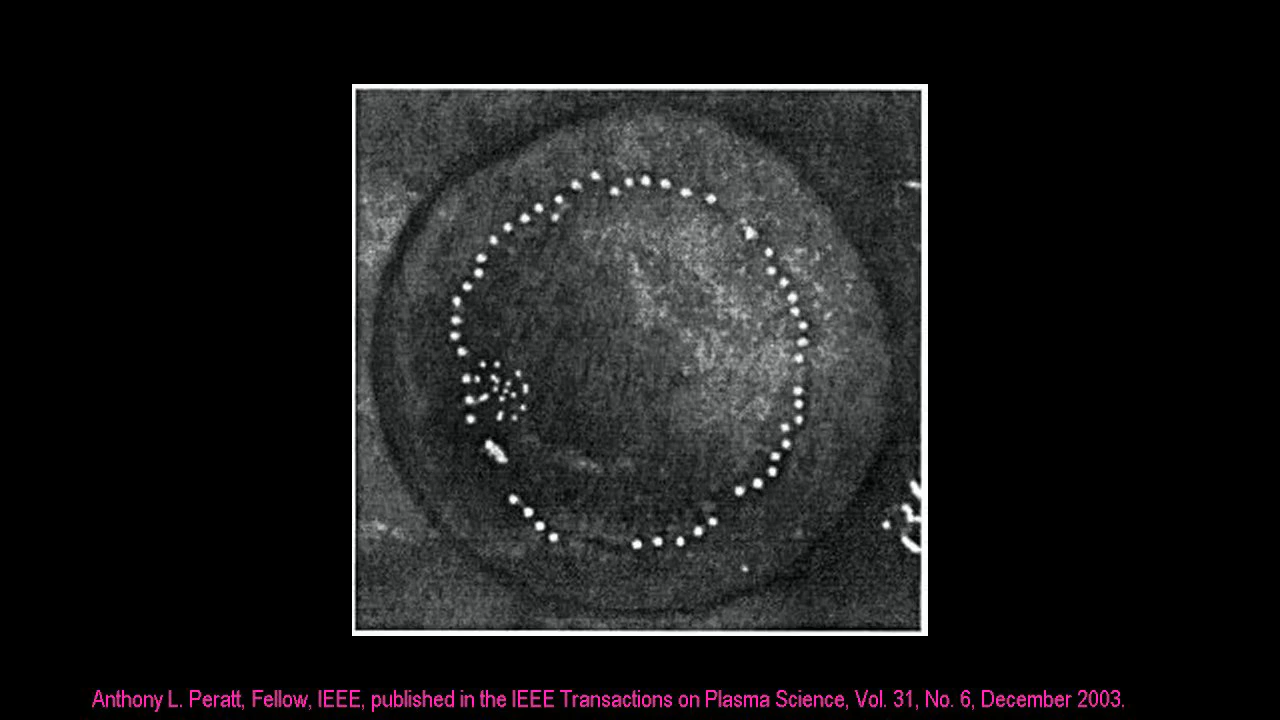 Anthony L. Peratt, Fellow, IEEE, published in the IEEE Transactions on Plasma Science, Vol. 31, No. 6, December 2003.